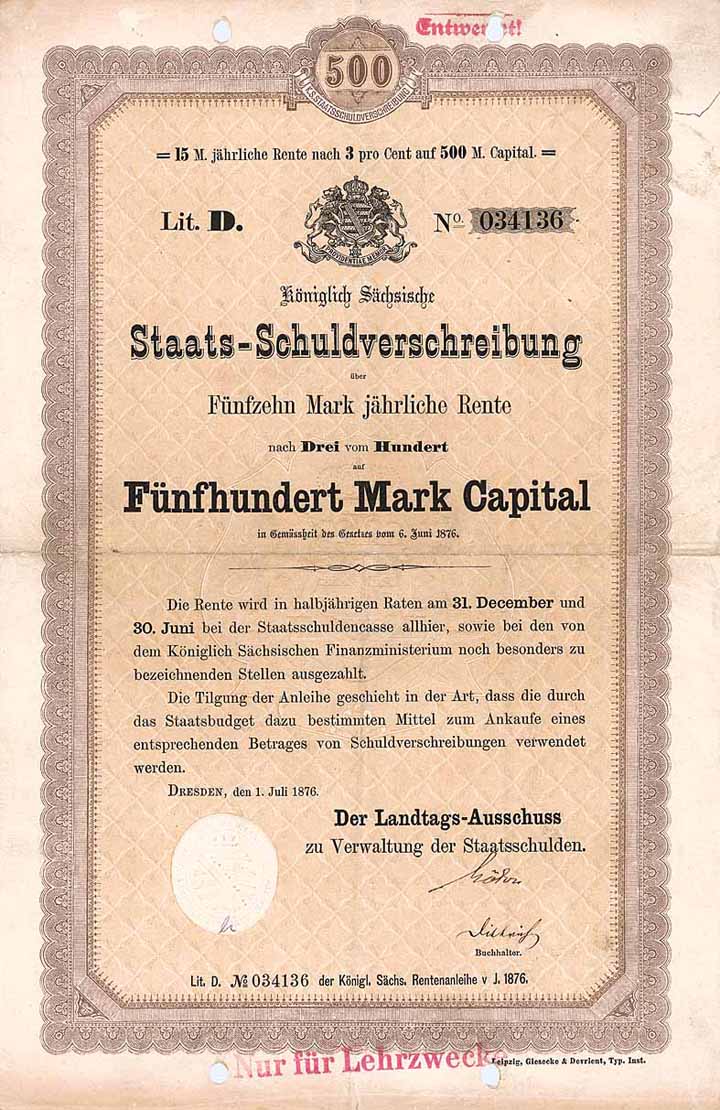 Entwertet!
500
K.S. STAATSSCHULDVERSCHREIBUNG
= 15 M. jährliche Rente nach 3 pro Cent auf 500 M. Capital. =
Lit. D.
No. 034136
PROVIDENTIAE MEMOR
Königlich Sächsische
Staats-Schuldverschreibung
über
Fünfzehn Mark jährliche Rente
nach Drei vom Hundert
auf
Fünfhundert Mark Capital
in Gemässheit des Gesetzes vom 6. Juni 1876.
Die Rente wird in halbjährigen Raten am 31. December und
30. Juni bei der Staatsschuldencasse allhier, sowie bei den von
dem Königlich Sächsischen Finanzministerium noch besonders zu
bezeichnenden Stellen ausgezahlt.
Die Tilgung der Anleihe geschieht in der Art, dass die durch
das Staatsbudget dazu bestimmten Mittel zum Ankaufe eines
entsprechenden Betrages von Schuldverschreibungen verwendet
werden.
Dresden, den 1. Juli 1876.
Der Landtags-Ausschuss
zu Verwaltung der Staatsschulden.
Dittrich
Buchhalter.
Lit. D. No 034136 der Königl. Sächs. Rentenanleihe v J. 1876.
Nur für Lehrzwecke
Leipzig, Giesecke & Devrient, Typ. Inst.